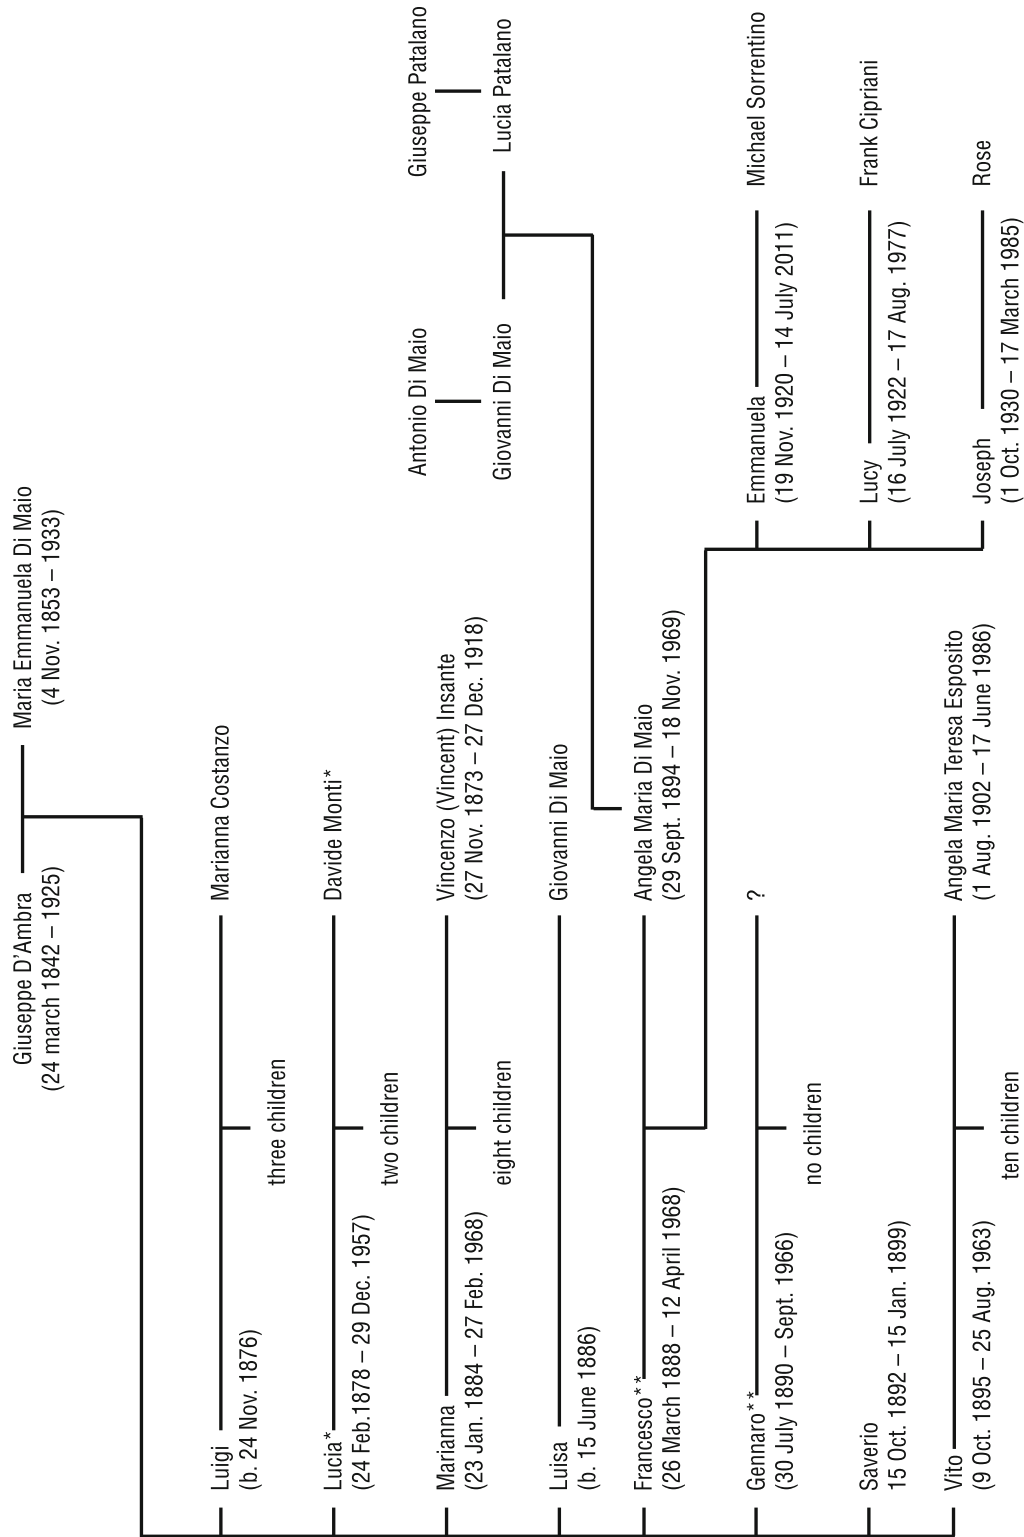 Giuseppe D'Ambra
(24 march 1842 – 1925)
Maria Emmanuela Di Maio
(4 Nov. 1853 – 1933)
Luigi
(b. 24 Nov. 1876)
three children
Marianna Costanzo
Lucia*
(24 Feb.1878 – 29 Dec. 1957)
two children
Davide Monti*
Marianna
(23 Jan. 1884 – 27 Feb. 1968)
eight children
Vincenzo (Vincent) Insante
(27 Nov. 1873 – 27 Dec. 1918)
Luisa
(b. 15 June 1886)
Giovanni Di Maio
Antonio Di Maio
Giovanni Di Maio
Giuseppe Patalano
Lucia Patalano
Francesco**
(26 March 1888 – 12 April 1968)
Angela Maria Di Maio
(29 Sept. 1894 – 18 Nov. 1969)
Emmanuela
(19 Nov. 1920 – 14 July 2011)
Michael Sorrentino
Lucy
(16 July 1922 – 17 Aug. 1977)
Frank Cipriani
Joseph
(1 Oct. 1930 – 17 March 1985)
Rose
Gennaro**
(30 July 1890 – Sept. 1966)
no children
?
Saverio
15 Oct. 1892 – 15 Jan. 1899)
Vito
(9 Oct. 1895 – 25 Aug. 1963)
ten children
Angela Maria Teresa Esposito
(1 Aug. 1902 – 17 June 1986)